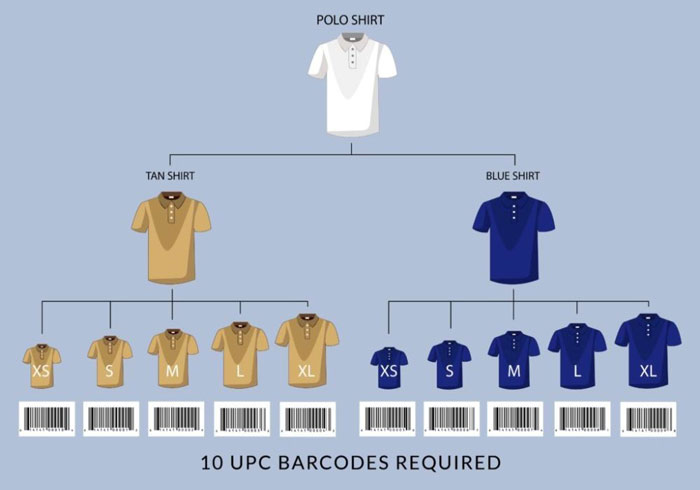 POLO SHIRT
TAN SHIRT
BLUE SHIRT
XS
S
M
L
XL
XS
S
M
L
XL
10 UPC BARCODES REQUIRED